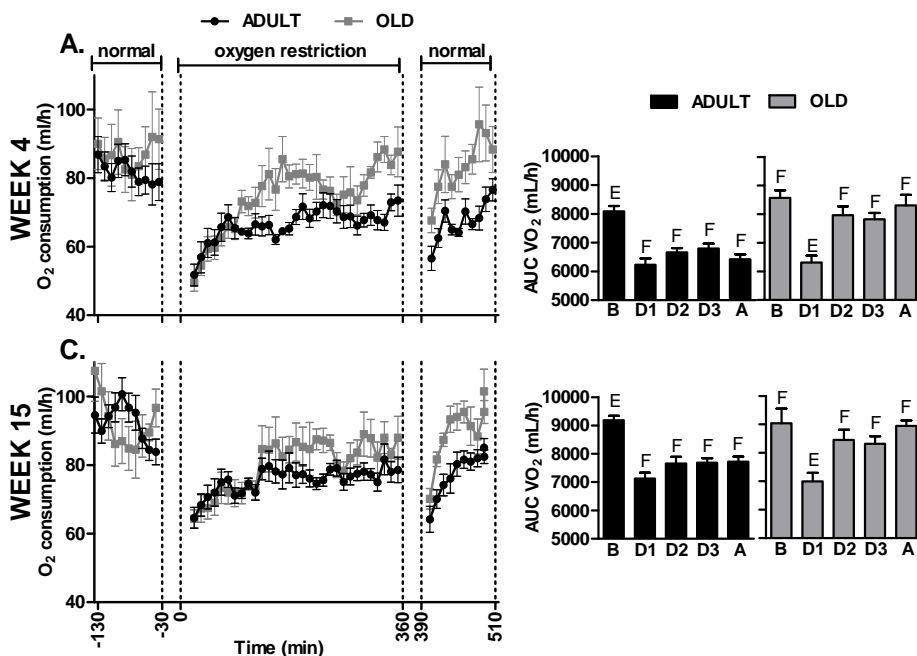 ADULT OLD
A.
normal oxygen restriction normal
WEEK 4
O2 consumption (ml/h)
100
80
60
40
ADULT OLD
AUC VO2 (mL/h)
10000
9000
8000
7000
6000
5000
E F F F F
F E F F F
B D1 D2 D3 A
B D1 D2 D3 A
C.
WEEK 15
O2 consumption (ml/h)
100
80
60
40
-130 -30 0 360 390 510
Time (min)
AUC VO2 (mL/h)
10000
9000
8000
7000
6000
5000
E F F F F
F E F F F
B D1 D2 D3 A
B D1 D2 D3 A